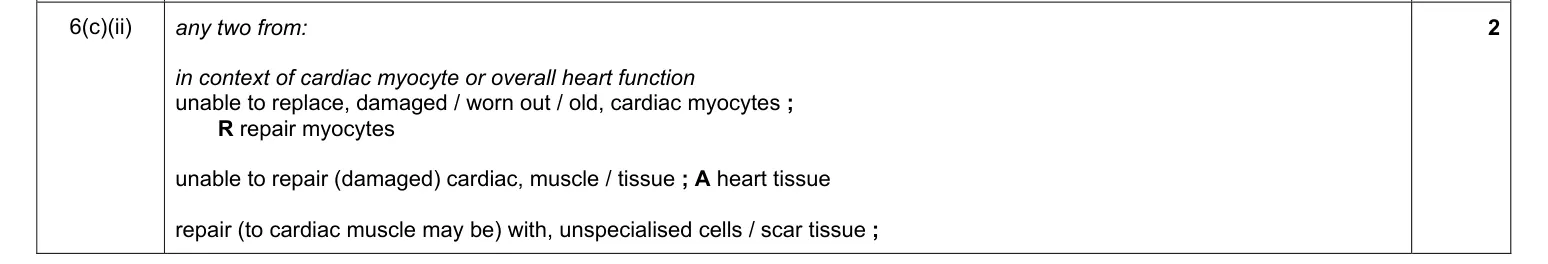 6(c)(ii) any two from: 2
in context of cardiac myocyte or overall heart function
unable to replace, damaged / worn out / old, cardiac myocytes ;
R repair myocytes
unable to repair (damaged) cardiac, muscle / tissue ; A heart tissue
repair (to cardiac muscle may be) with, unspecialised cells / scar tissue ;